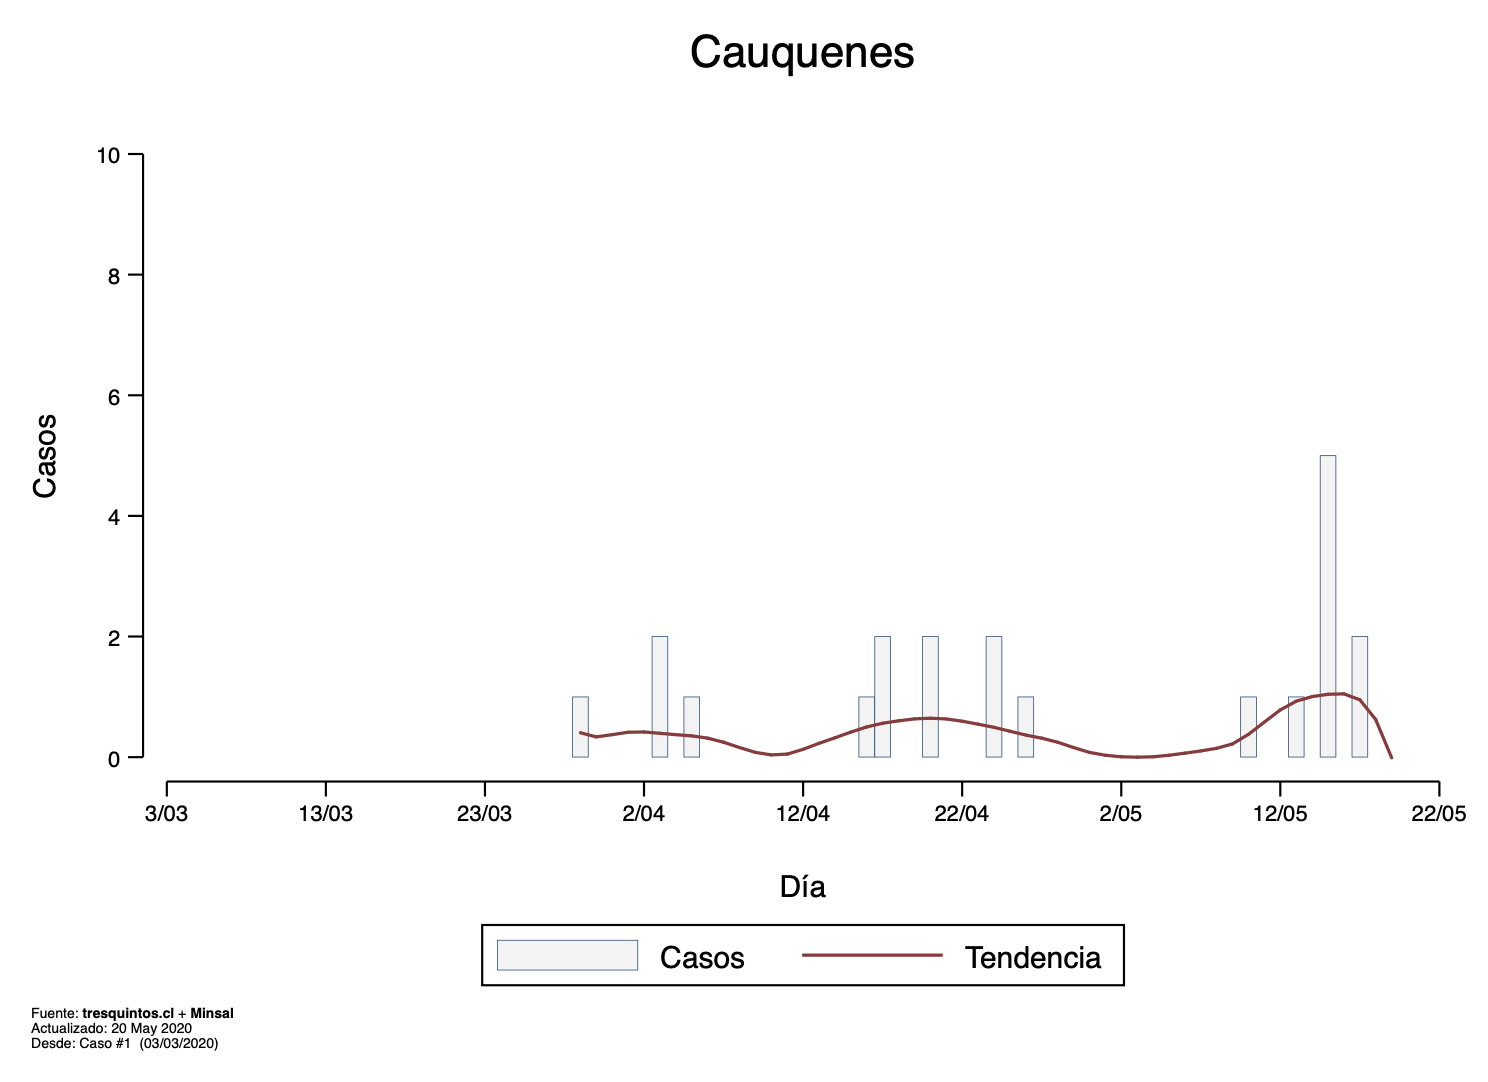 Cauquenes
10
8
6
4
2
0
Casos
3/03 13/03 23/03 2/04 12/04 22/04 2/05 12/05 22/05
Día
Casos Tendencia
Fuente: tresquintos.cl + Minsal
Actualizado: 20 May 2020
Desde: Caso #1 (03/03/2020)